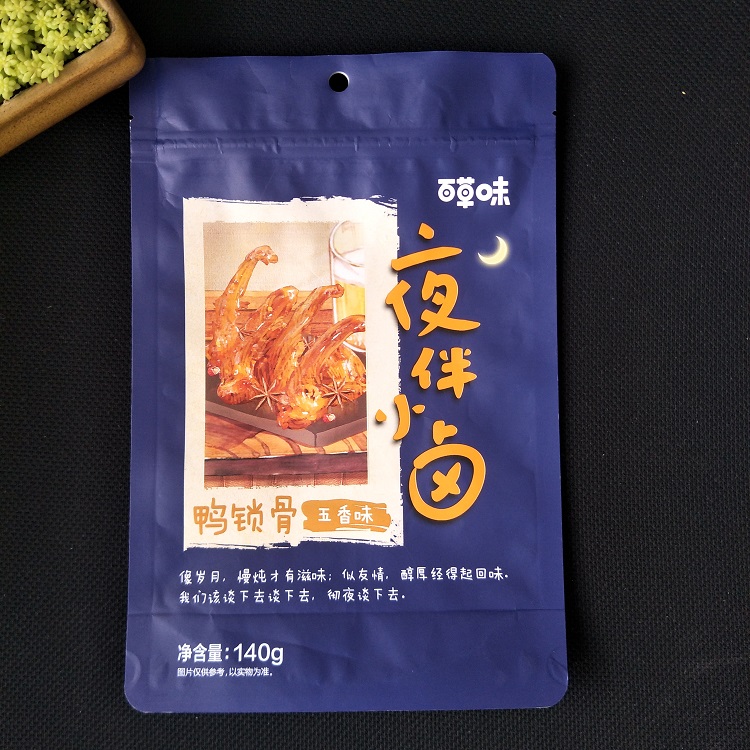 百草味
夜伴小卤
鸭锁骨 五香味
像岁月，慢炖才有滋味；似友情，醇厚经得起回味。
我们该谈下去谈下去，彻夜谈下去。
净含量：140g
图片仅供参考，以实物为准。